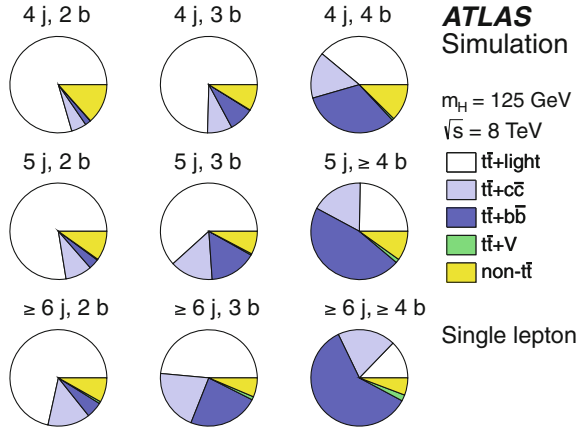 4 j, 2 b
4 j, 3 b
4 j, 4 b
ATLAS
Simulation
m_H = 125 GeV
√s = 8 TeV
5 j, 2 b
5 j, 3 b
5 j, ≥ 4 b
tt̄+light
tt̄+cc̄
tt̄+bb̄
tt̄+V
non-tt̄
≥ 6 j, 2 b
≥ 6 j, 3 b
≥ 6 j, ≥ 4 b
Single lepton